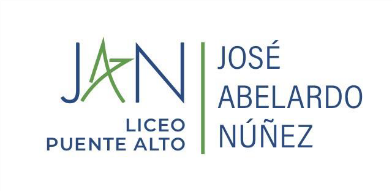 JAN
LICEO
PUENTE ALTO
JOSÉ
ABELARDO
NÚÑEZ